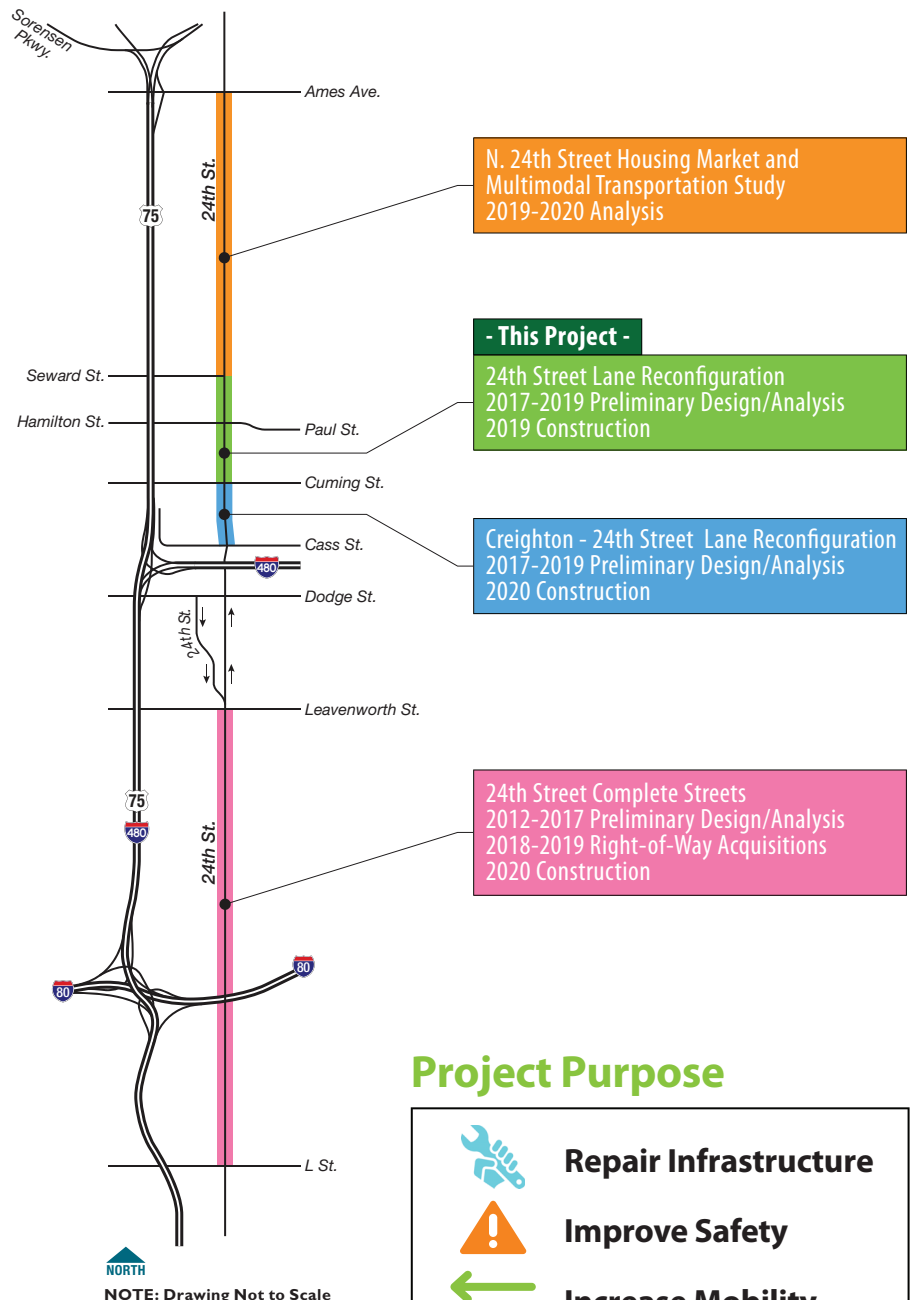 Sorensen
Pkwy.
Ames Ave.
24th St.
75
N. 24th Street Housing Market and
Multimodal Transportation Study
2019-2020 Analysis
- This Project -
24th Street Lane Reconfiguration
2017-2019 Preliminary Design/Analysis
2019 Construction
Seward St.
Hamilton St.
Paul St.
Cuming St.
Cass St.
480
Dodge St.
Creighton - 24th Street Lane Reconfiguration
2017-2019 Preliminary Design/Analysis
2020 Construction
24th St.
Leavenworth St.
75
480
24th St.
24th Street Complete Streets
2012-2017 Preliminary Design/Analysis
2018-2019 Right-of-Way Acquisitions
2020 Construction
80
80
L St.
NORTH
NOTE: Drawing Not to Scale
Project Purpose
Repair Infrastructure
Improve Safety
Increase Mobility